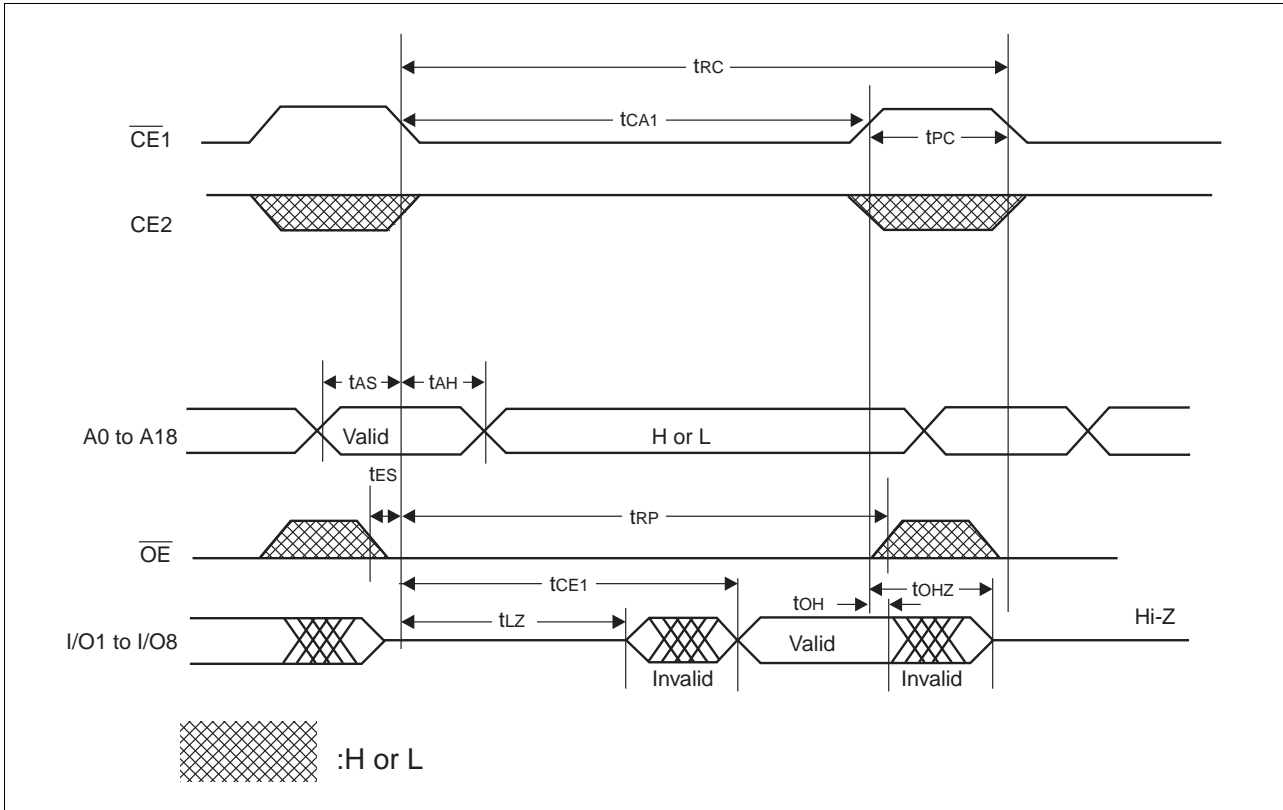 tRC
CE1
tCA1
tPC
CE2
tAS
tAH
A0 to A18
Valid
H or L
tES
tRP
OE
tCE1
tOH
tOHZ
tLZ
Hi-Z
I/O1 to I/O8
Valid
Invalid
Invalid
:H or L